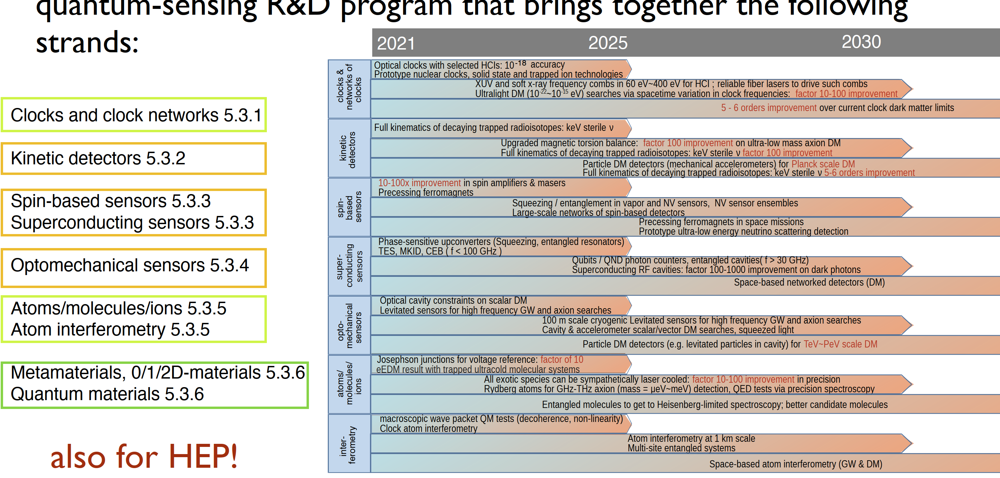 quantum-sensing R&D program that brings together the following
strands:
2021 2025 2030
Clocks and clock networks 5.3.1
Kinetic detectors 5.3.2
Spin-based sensors 5.3.3
Superconducting sensors 5.3.3
Optomechanical sensors 5.3.4
Atoms/molecules/ions 5.3.5
Atom interferometry 5.3.5
Metamaterials, 0/1/2D-materials 5.3.6
Quantum materials 5.3.6
also for HEP!
clocks &
networks of
clocks
Optical clocks with selected HCIs: 10⁻¹⁸ accuracy
Prototype nuclear clocks, solid state and trapped ion technologies
XUV and soft x-ray frequency combs in 60 eV~400 eV for HCI ; reliable fiber lasers to drive such combs
Ultralight DM (10⁻²²~10⁻¹⁵ eV) searches via spacetime variation in clock frequencies: factor 10-100 improvement
5 - 6 orders improvement over current clock dark matter limits
kinetic
detectors
Full kinematics of decaying trapped radioisotopes: keV sterile ν
Upgraded magnetic torsion balance: factor 100 improvement on ultra-low mass axion DM
Full kinematics of decaying trapped radioisotopes: keV sterile ν factor 100 improvement
Particle DM detectors (mechanical accelerometers) for Planck scale DM
Full kinematics of decaying trapped radioisotopes: keV sterile ν 5-6 orders improvement
spin-
based
sensors
10-100x improvement in spin amplifiers & masers
Precessing ferromagnets
Squeezing / entanglement in vapor and NV sensors, NV sensor ensembles
Large-scale networks of spin-based detectors
Precessing ferromagnets in space missions
Prototype ultra-low energy neutrino scattering detection
super-
conducting
sensors
Phase-sensitive upconverters (Squeezing, entangled resonators)
TES, MKID, CEB ( f < 100 GHz )
Qubits / QND photon counters, entangled cavities( f > 30 GHz)
Superconducting RF cavities: factor 100-1000 improvement on dark photons
Space-based networked detectors (DM)
opto-
mechanical
sensors
Optical cavity constraints on scalar DM
Levitated sensors for high frequency GW and axion searches
100 m scale cryogenic Levitated sensors for high frequency GW and axion searches
Cavity & accelerometer scalar/vector DM searches, squeezed light
Particle DM detectors (e.g. levitated particles in cavity) for TeV~PeV scale DM
atoms/
molecules/
ions
Josephson junctions for voltage reference: factor of 10
eEDM result with trapped ultracold molecular systems
All exotic species can be sympathetically laser cooled: factor 10-100 improvement in precision
Rydberg atoms for GHz-THz axion (mass = μeV~meV) detection, QED tests via precision spectroscopy
Entangled molecules to get to Heisenberg-limited spectroscopy; better candidate molecules
inter-
ferometry
macroscopic wave packet QM tests (decoherence, non-linearity)
Clock atom interferometry
Atom interferometry at 1 km scale
Multi-site entangled systems
Space-based atom interferometry (GW & DM)